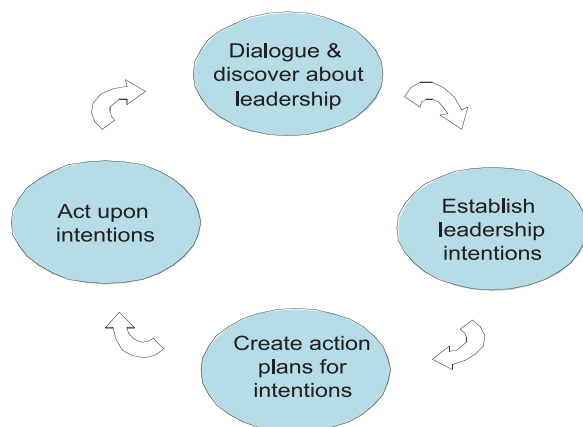 Dialogue &
discover about
leadership
Establish
leadership
intentions
Create action
plans for
intentions
Act upon
intentions